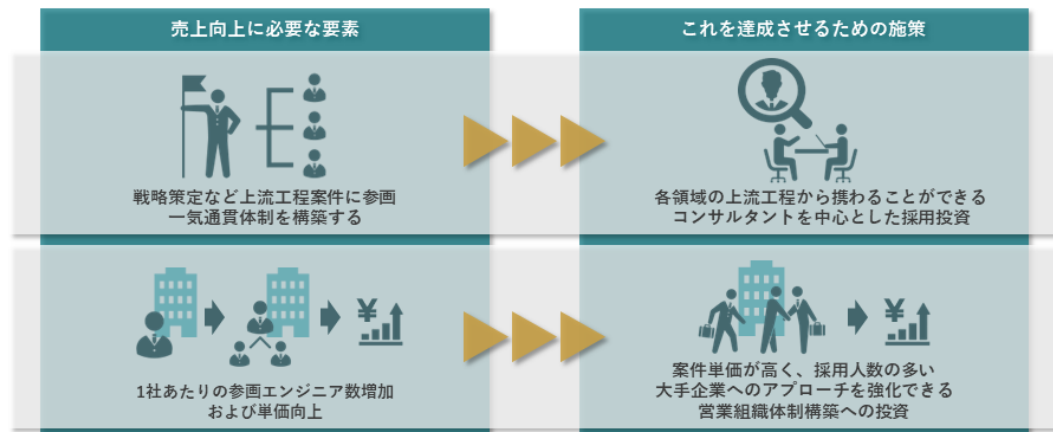 売上向上に必要な要素
これを達成させるための施策
戦略策定など上流工程案件に参画
一気通貫体制を構築する
各領域の上流工程から携わることができる
コンサルタントを中心とした採用投資
¥
¥
1社あたりの参画エンジニア数増加
および単価向上
案件単価が高く、採用人数の多い
大手企業へのアプローチを強化できる
営業組織体制構築への投資